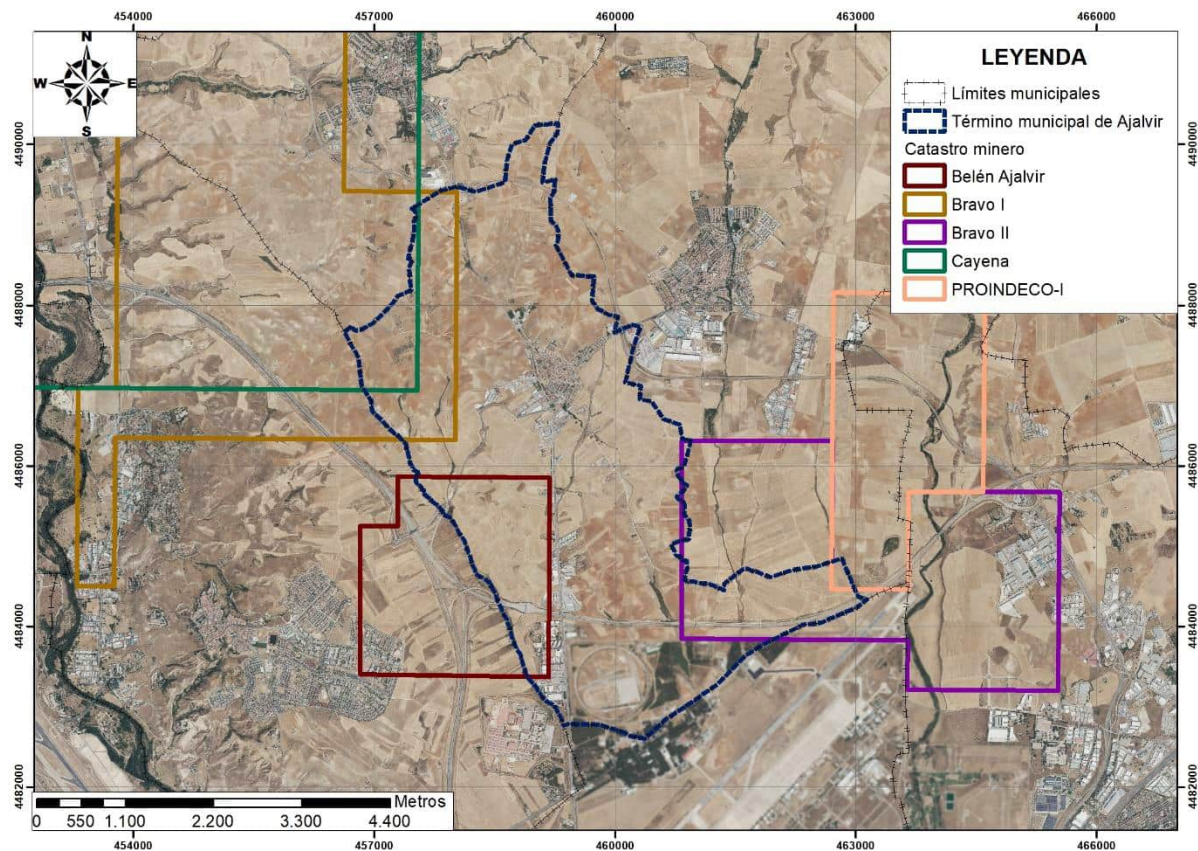 454000 457000 460000 463000 466000
N
W E
S
LEYENDA
Límites municipales
Término municipal de Ajalvir
Catastro minero
Belén Ajalvir
Bravo I
Bravo II
Cayena
PROINDECO-I
4490000 4490000
4488000 4488000
4486000 4486000
4484000 4484000
4482000 4482000
Metros
0 550 1.100 2.200 3.300 4.400
454000 457000 460000 463000 466000